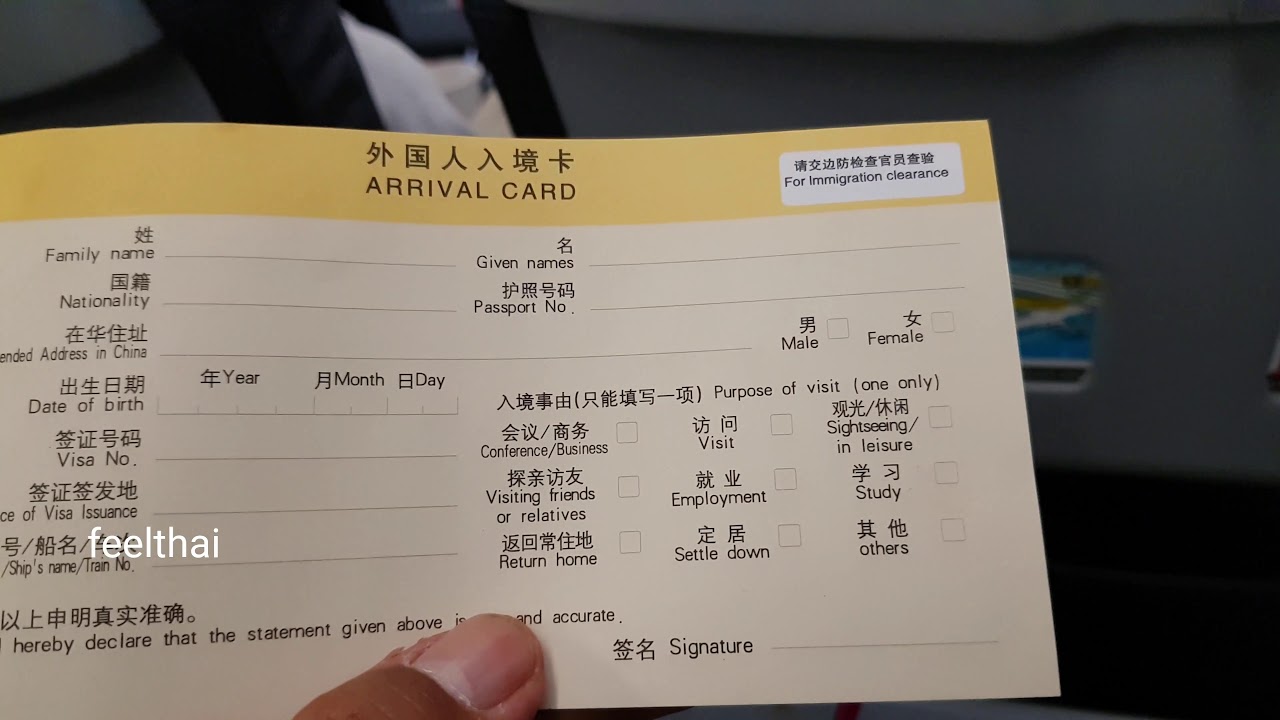 外国人入境卡
ARRIVAL CARD
请交边防检查官员查验
For Immigration clearance
姓
Family name
名
Given names
国籍
Nationality
护照号码
Passport No.
在华住址
Address in China
男
Male
女
Female
出生日期
Date of birth
年Year 月Month 日Day
入境事由(只能填写一项) Purpose of visit (one only)
签证号码
Visa No.
会议/商务
Conference/Business
访问
Visit
观光/休闲
Sightseeing/
in leisure
签证签发地
of Visa Issuance
探亲访友
Visiting friends
or relatives
就业
Employment
学习
Study
号/船名/
/Ship's name/Train No.
feelthai
返回常住地
Return home
定居
Settle down
其他
others
以上申明真实准确。
I hereby declare that the statement given above is and accurate.
签名 Signature